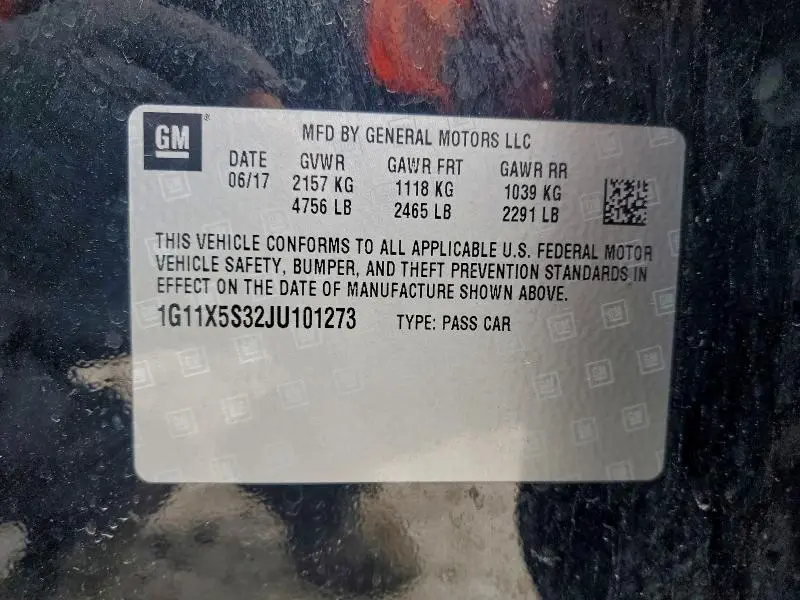 GM ®
MFD BY GENERAL MOTORS LLC
DATE GVWR GAWR FRT GAWR RR
06/17 2157 KG 1118 KG 1039 KG
4756 LB 2465 LB 2291 LB
THIS VEHICLE CONFORMS TO ALL APPLICABLE U.S. FEDERAL MOTOR
VEHICLE SAFETY, BUMPER, AND THEFT PREVENTION STANDARDS IN
EFFECT ON THE DATE OF MANUFACTURE SHOWN ABOVE.
1G11X5S32JU101273 TYPE: PASS CAR